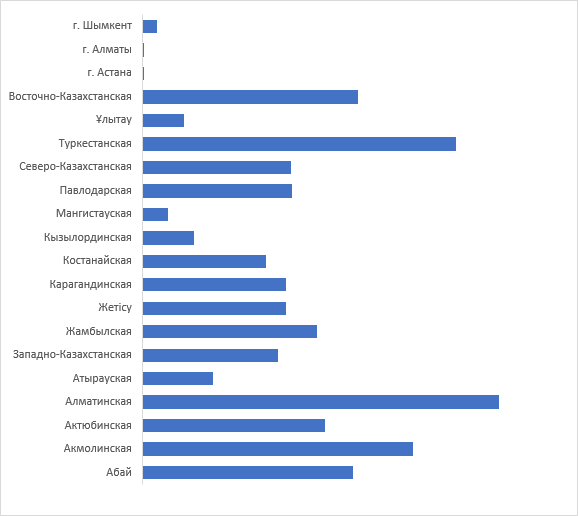 г. Шымкент
г. Алматы
г. Астана
Восточно-Казахстанская
Ұлытау
Туркестанская
Северо-Казахстанская
Павлодарская
Мангистауская
Кызылординская
Костанайская
Карагандинская
Жетісу
Жамбылская
Западно-Казахстанская
Атырауская
Алматинская
Актюбинская
Акмолинская
Абай